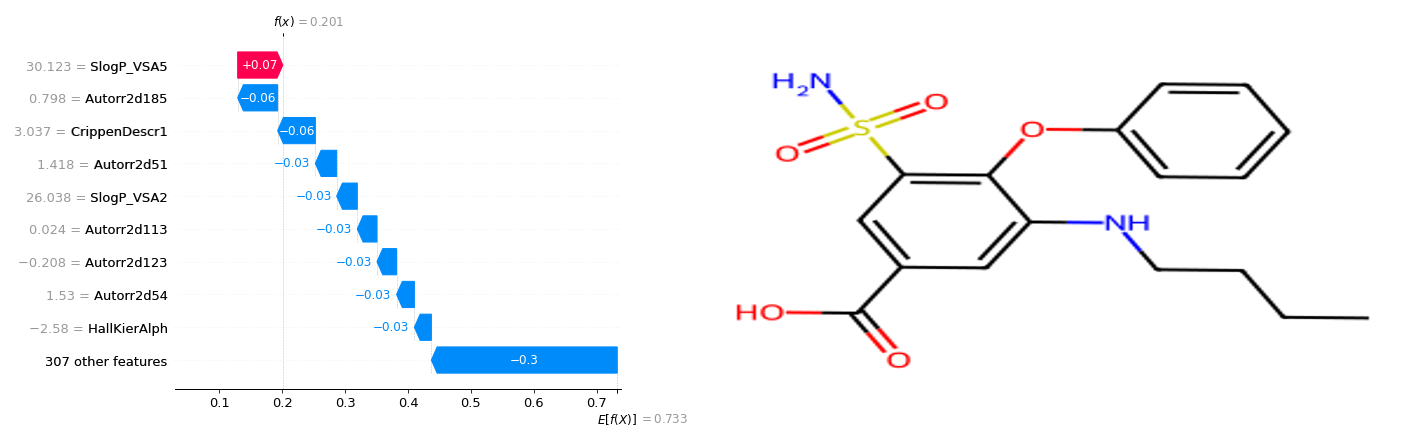 f(x) = 0.201
30.123 = SlogP_VSA5
+0.07
0.798 = Autorr2d185
−0.06
3.037 = CrippenDescr1
−0.06
1.418 = Autorr2d51
−0.03
26.038 = SlogP_VSA2
−0.03
0.024 = Autorr2d113
−0.03
−0.208 = Autorr2d123
−0.03
1.53 = Autorr2d54
−0.03
−2.58 = HallKierAlph
−0.03
307 other features
−0.3
0.1 0.2 0.3 0.4 0.5 0.6 0.7
E[f(X)] = 0.733
H2N
O
S
O
O
NH
HO
O